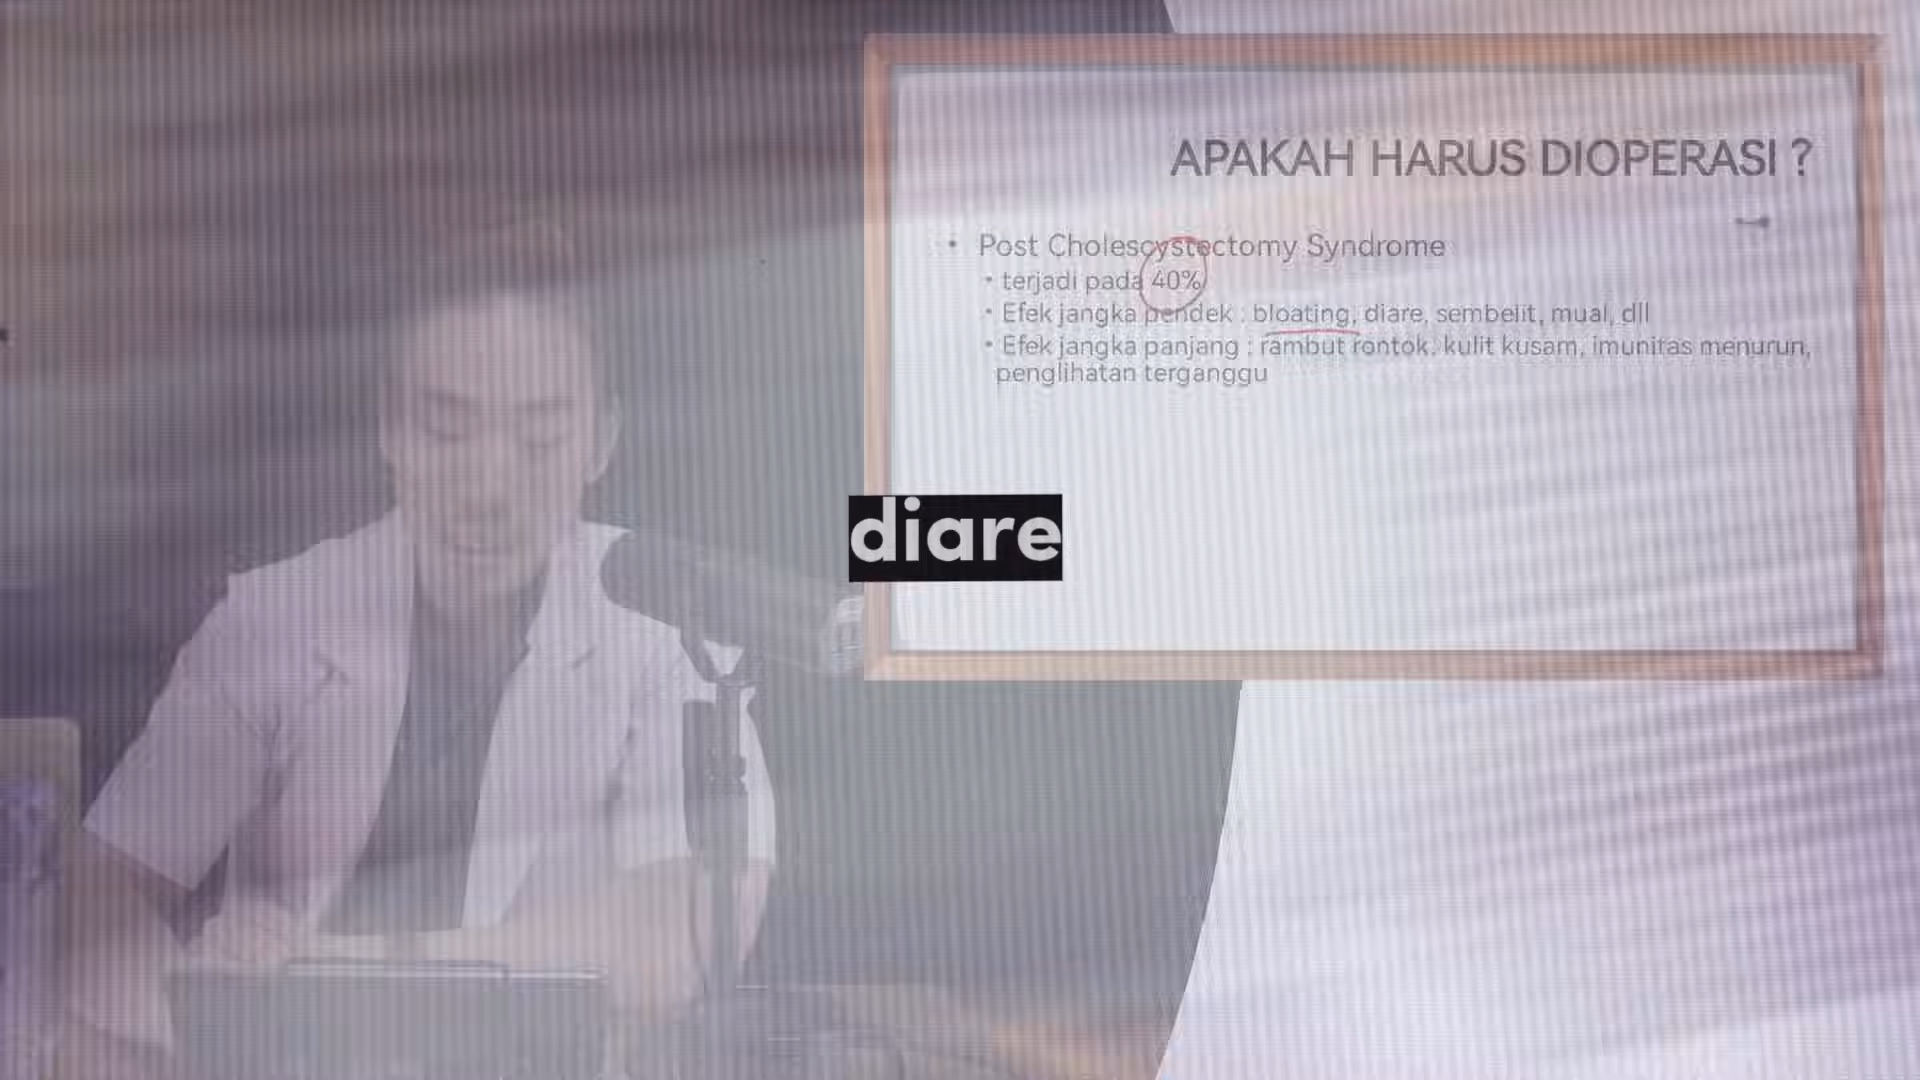 APAKAH HARUS DIOPERASI ?
• Post Cholescystectomy Syndrome
• terjadi pada 40%
• Efek jangka pendek : bloating, diare, sembelit, mual, dll
• Efek jangka panjang : rambut rontok, kulit kusam, imunitas menurun,
penglihatan terganggu
diare